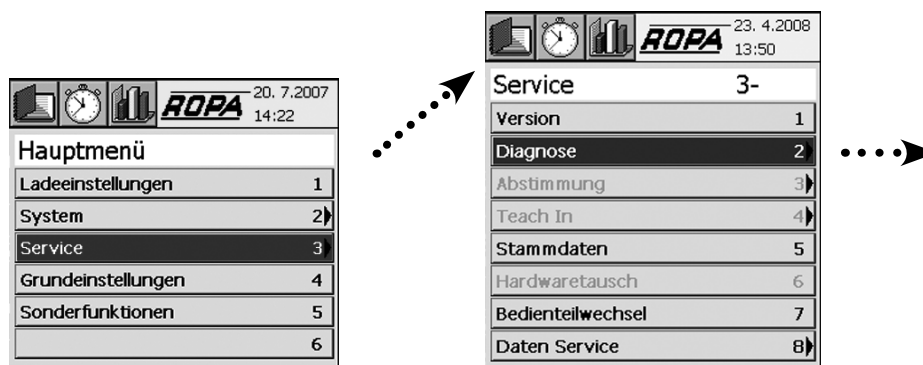 ROPA
20. 7.2007
14:22
Hauptmenü
Ladeeinstellungen 1
System 2
Service 3
Grundeinstellungen 4
Sonderfunktionen 5
6
ROPA
23. 4.2008
13:50
Service 3-
Version 1
Diagnose 2
Abstimmung 3
Teach In 4
Stammdaten 5
Hardwaretausch 6
Bedienteilwechsel 7
Daten Service 8